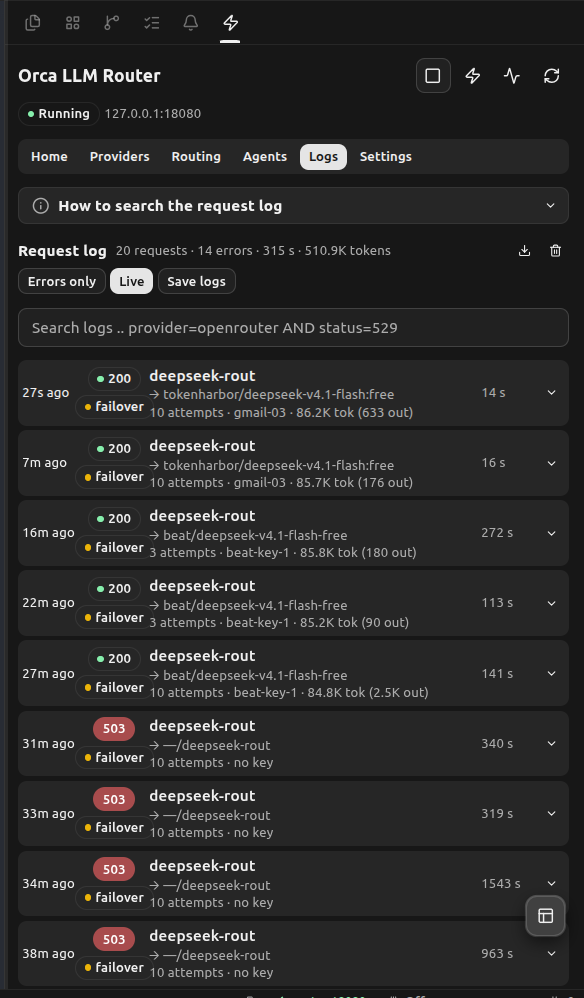 Orca LLM Router
Running 127.0.0.1:18080
Home Providers Routing Agents Logs Settings
How to search the request log
Request log 20 requests · 14 errors · 315 s · 510.9K tokens
Errors only Live Save logs
Search logs .. provider=openrouter AND status=529
27s ago 200 failover deepseek-rout 14 s
→ tokenharbor/deepseek-v4.1-flash:free
10 attempts · gmail-03 · 86.2K tok (633 out)
7m ago 200 failover deepseek-rout 16 s
→ tokenharbor/deepseek-v4.1-flash:free
10 attempts · gmail-03 · 85.7K tok (176 out)
16m ago 200 failover deepseek-rout 272 s
→ beat/deepseek-v4.1-flash-free
3 attempts · beat-key-1 · 85.8K tok (180 out)
22m ago 200 failover deepseek-rout 113 s
→ beat/deepseek-v4.1-flash-free
3 attempts · beat-key-1 · 85.2K tok (90 out)
27m ago 200 failover deepseek-rout 141 s
→ beat/deepseek-v4.1-flash-free
10 attempts · beat-key-1 · 84.8K tok (2.5K out)
31m ago 503 failover deepseek-rout 340 s
→ —/deepseek-rout
10 attempts · no key
33m ago 503 failover deepseek-rout 319 s
→ —/deepseek-rout
10 attempts · no key
34m ago 503 failover deepseek-rout 1543 s
→ —/deepseek-rout
10 attempts · no key
38m ago 503 failover deepseek-rout 963 s
→ —/deepseek-rout
10 attempts · no key